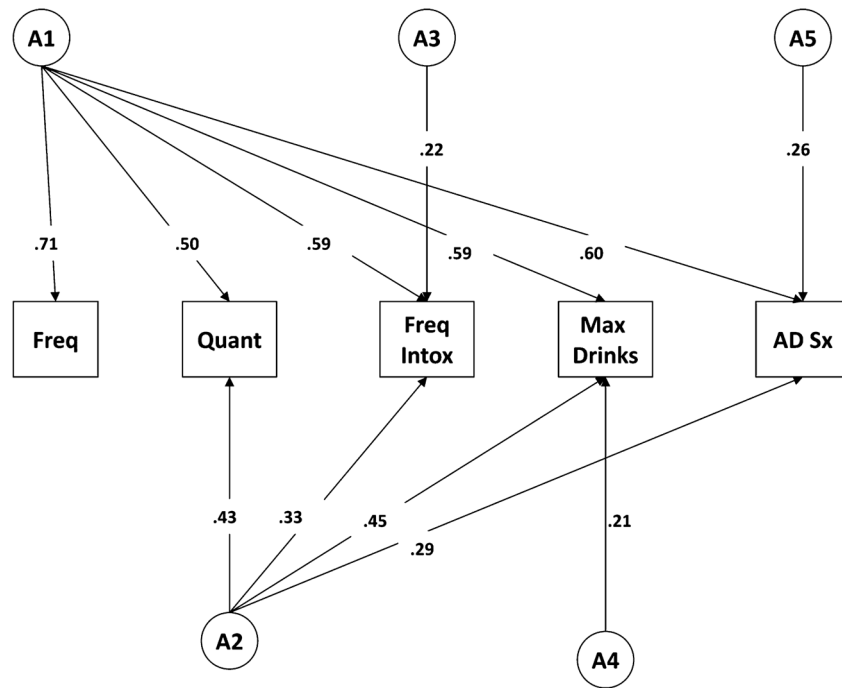 A1
A3
A5
.22
.26
.71
.50
.59
.59
.60
Freq
Quant
Freq
Intox
Max
Drinks
AD Sx
.43
.33
.45
.29
.21
A2
A4